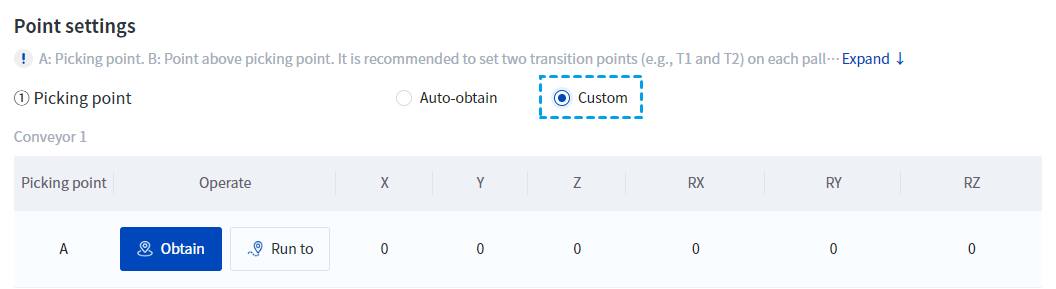 Point settings
! A: Picking point. B: Point above picking point. It is recommended to set two transition points (e.g., T1 and T2) on each pall··· Expand ↓
① Picking point Auto-obtain Custom
Conveyor 1
Picking point Operate X Y Z RX RY RZ
A Obtain Run to 0 0 0 0 0 0